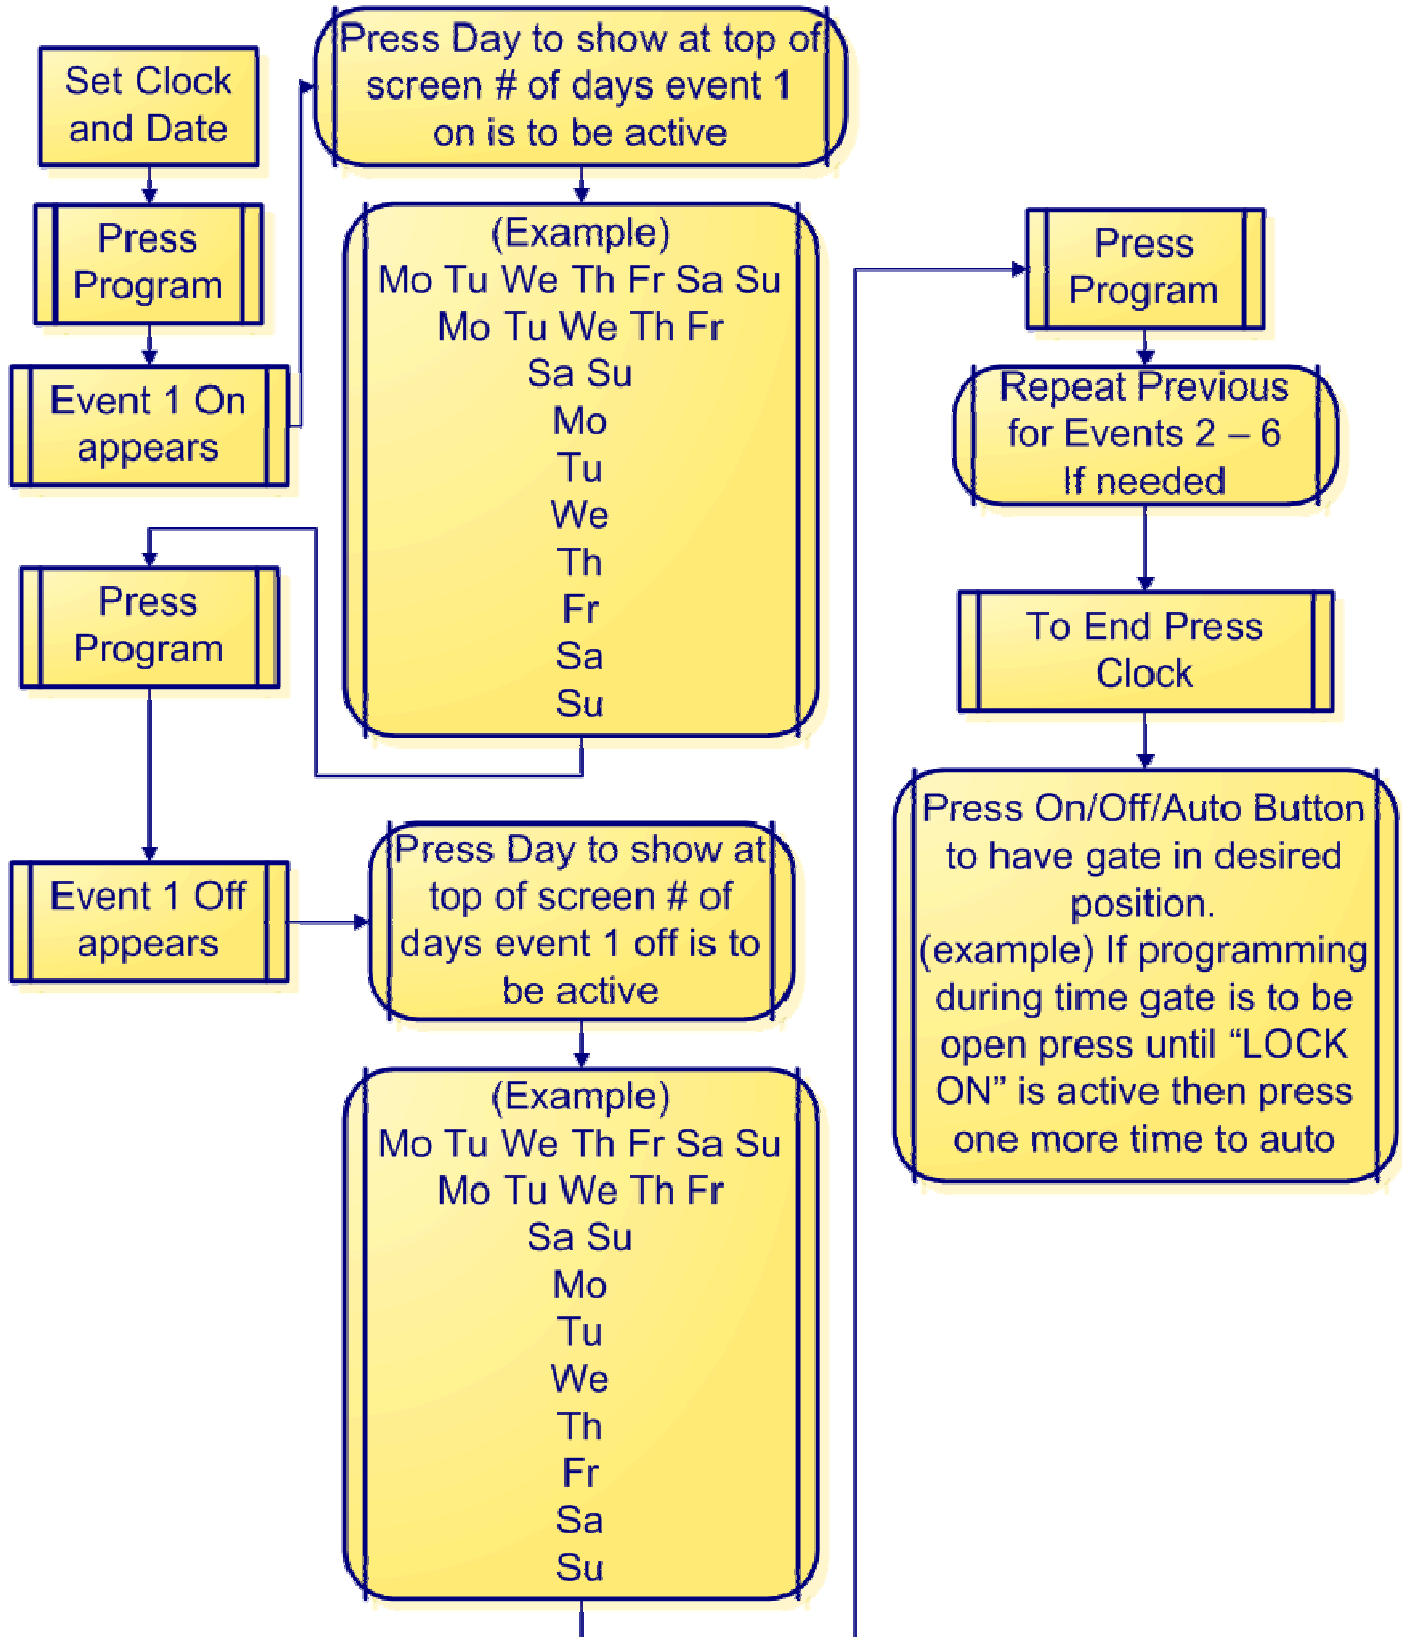 Set Clock
and Date
Press
Program
Event 1 On
appears
Press Day to show at top of
screen # of days event 1
on is to be active
(Example)
Mo Tu We Th Fr Sa Su
Mo Tu We Th Fr
Sa Su
Mo
Tu
We
Th
Fr
Sa
Su
Press
Program
Event 1 Off
appears
Press Day to show at
top of screen # of
days event 1 off is to
be active
(Example)
Mo Tu We Th Fr Sa Su
Mo Tu We Th Fr
Sa Su
Mo
Tu
We
Th
Fr
Sa
Su
Press
Program
Repeat Previous
for Events 2 – 6
If needed
To End Press
Clock
Press On/Off/Auto Button
to have gate in desired
position.
(example) If programming
during time gate is to be
open press until “LOCK
ON” is active then press
one more time to auto